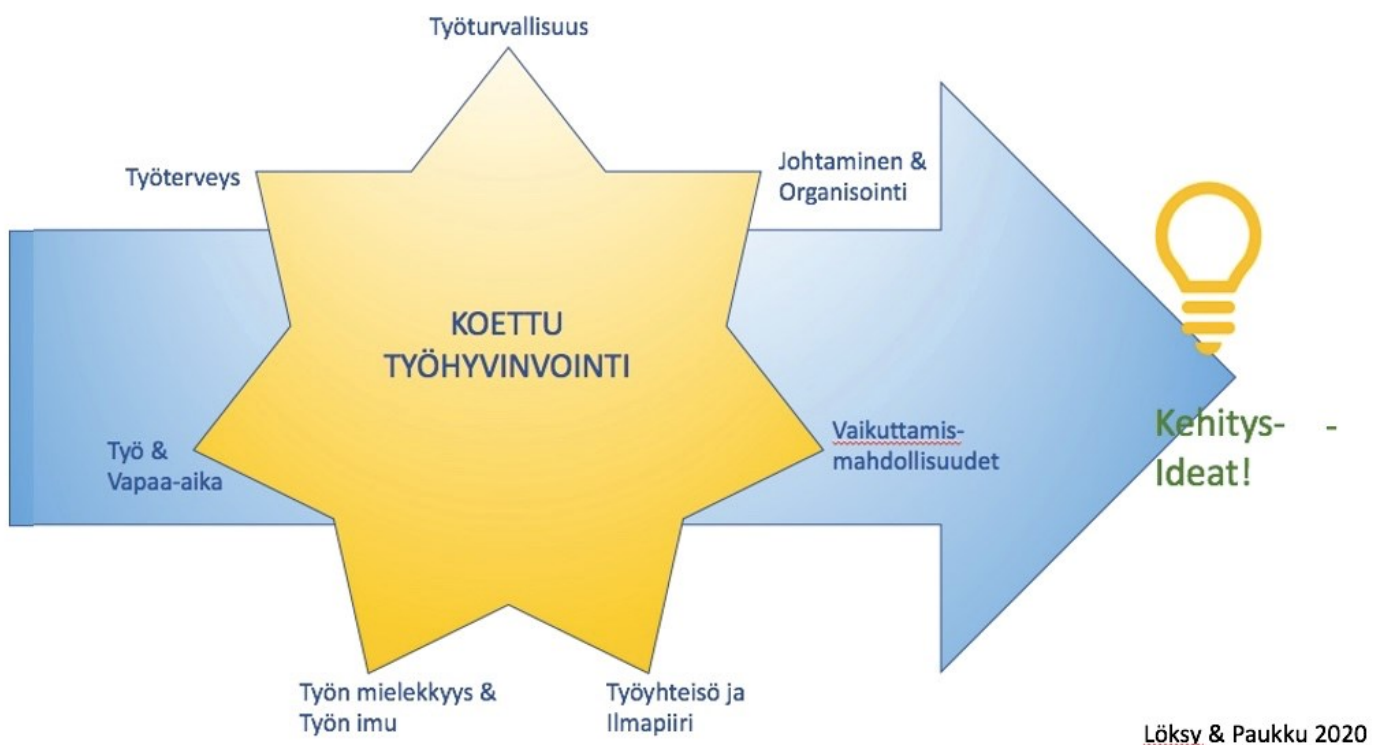 Työturvallisuus
Työterveys
Johtaminen &
Organisointi
KOETTU
TYÖHYVINVOINTI
Työ &
Vapaa-aika
Vaikuttamis-
mahdollisuudet
Kehitys- -
Ideat!
Työn mielekkyys &
Työn imu
Työyhteisö ja
Ilmapiiri
Löksy & Paukku 2020